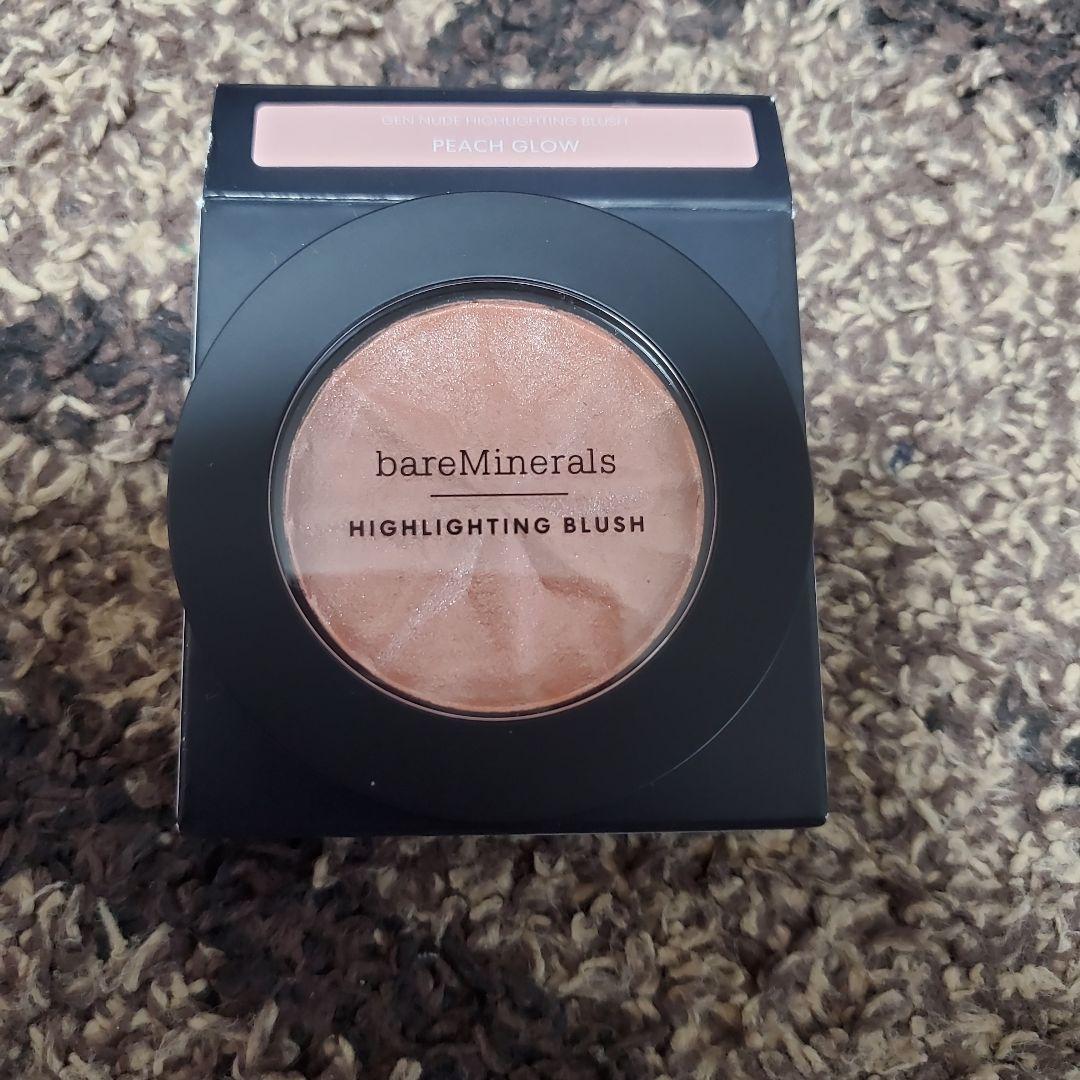 GEN NUDE HIGHLIGHTING BLUSH
PEACH GLOW
bareMinerals
HIGHLIGHTING BLUSH